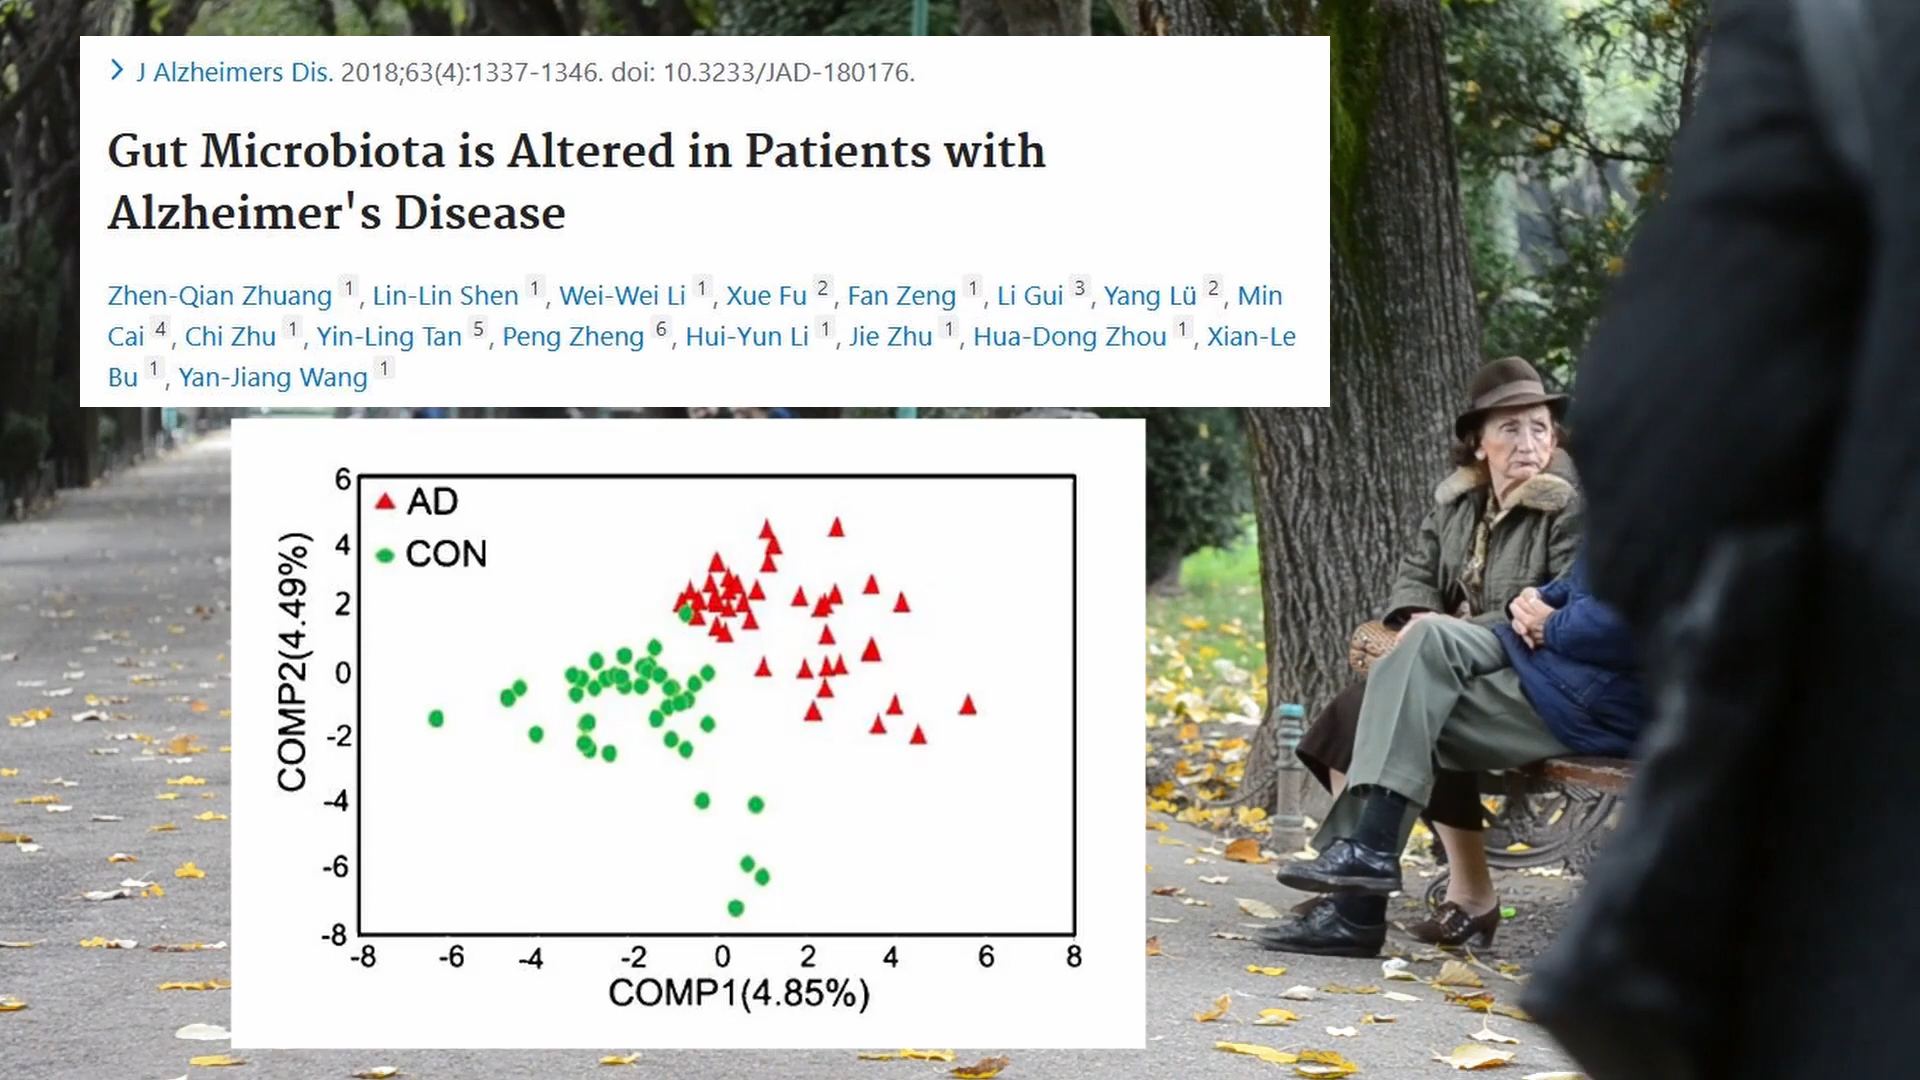 J Alzheimers Dis. 2018;63(4):1337-1346. doi: 10.3233/JAD-180176.
Gut Microbiota is Altered in Patients with
Alzheimer's Disease
Zhen-Qian Zhuang 1, Lin-Lin Shen 1, Wei-Wei Li 1, Xue Fu 2, Fan Zeng 1, Li Gui 3, Yang Lü 2, Min
Cai 4, Chi Zhu 1, Yin-Ling Tan 5, Peng Zheng 6, Hui-Yun Li 1, Jie Zhu 1, Hua-Dong Zhou 1, Xian-Le
Bu 1, Yan-Jiang Wang 1
AD
CON
COMP2(4.49%)
6
4
2
0
-2
-4
-6
-8
-8 -6 -4 -2 0 2 4 6 8
COMP1(4.85%)